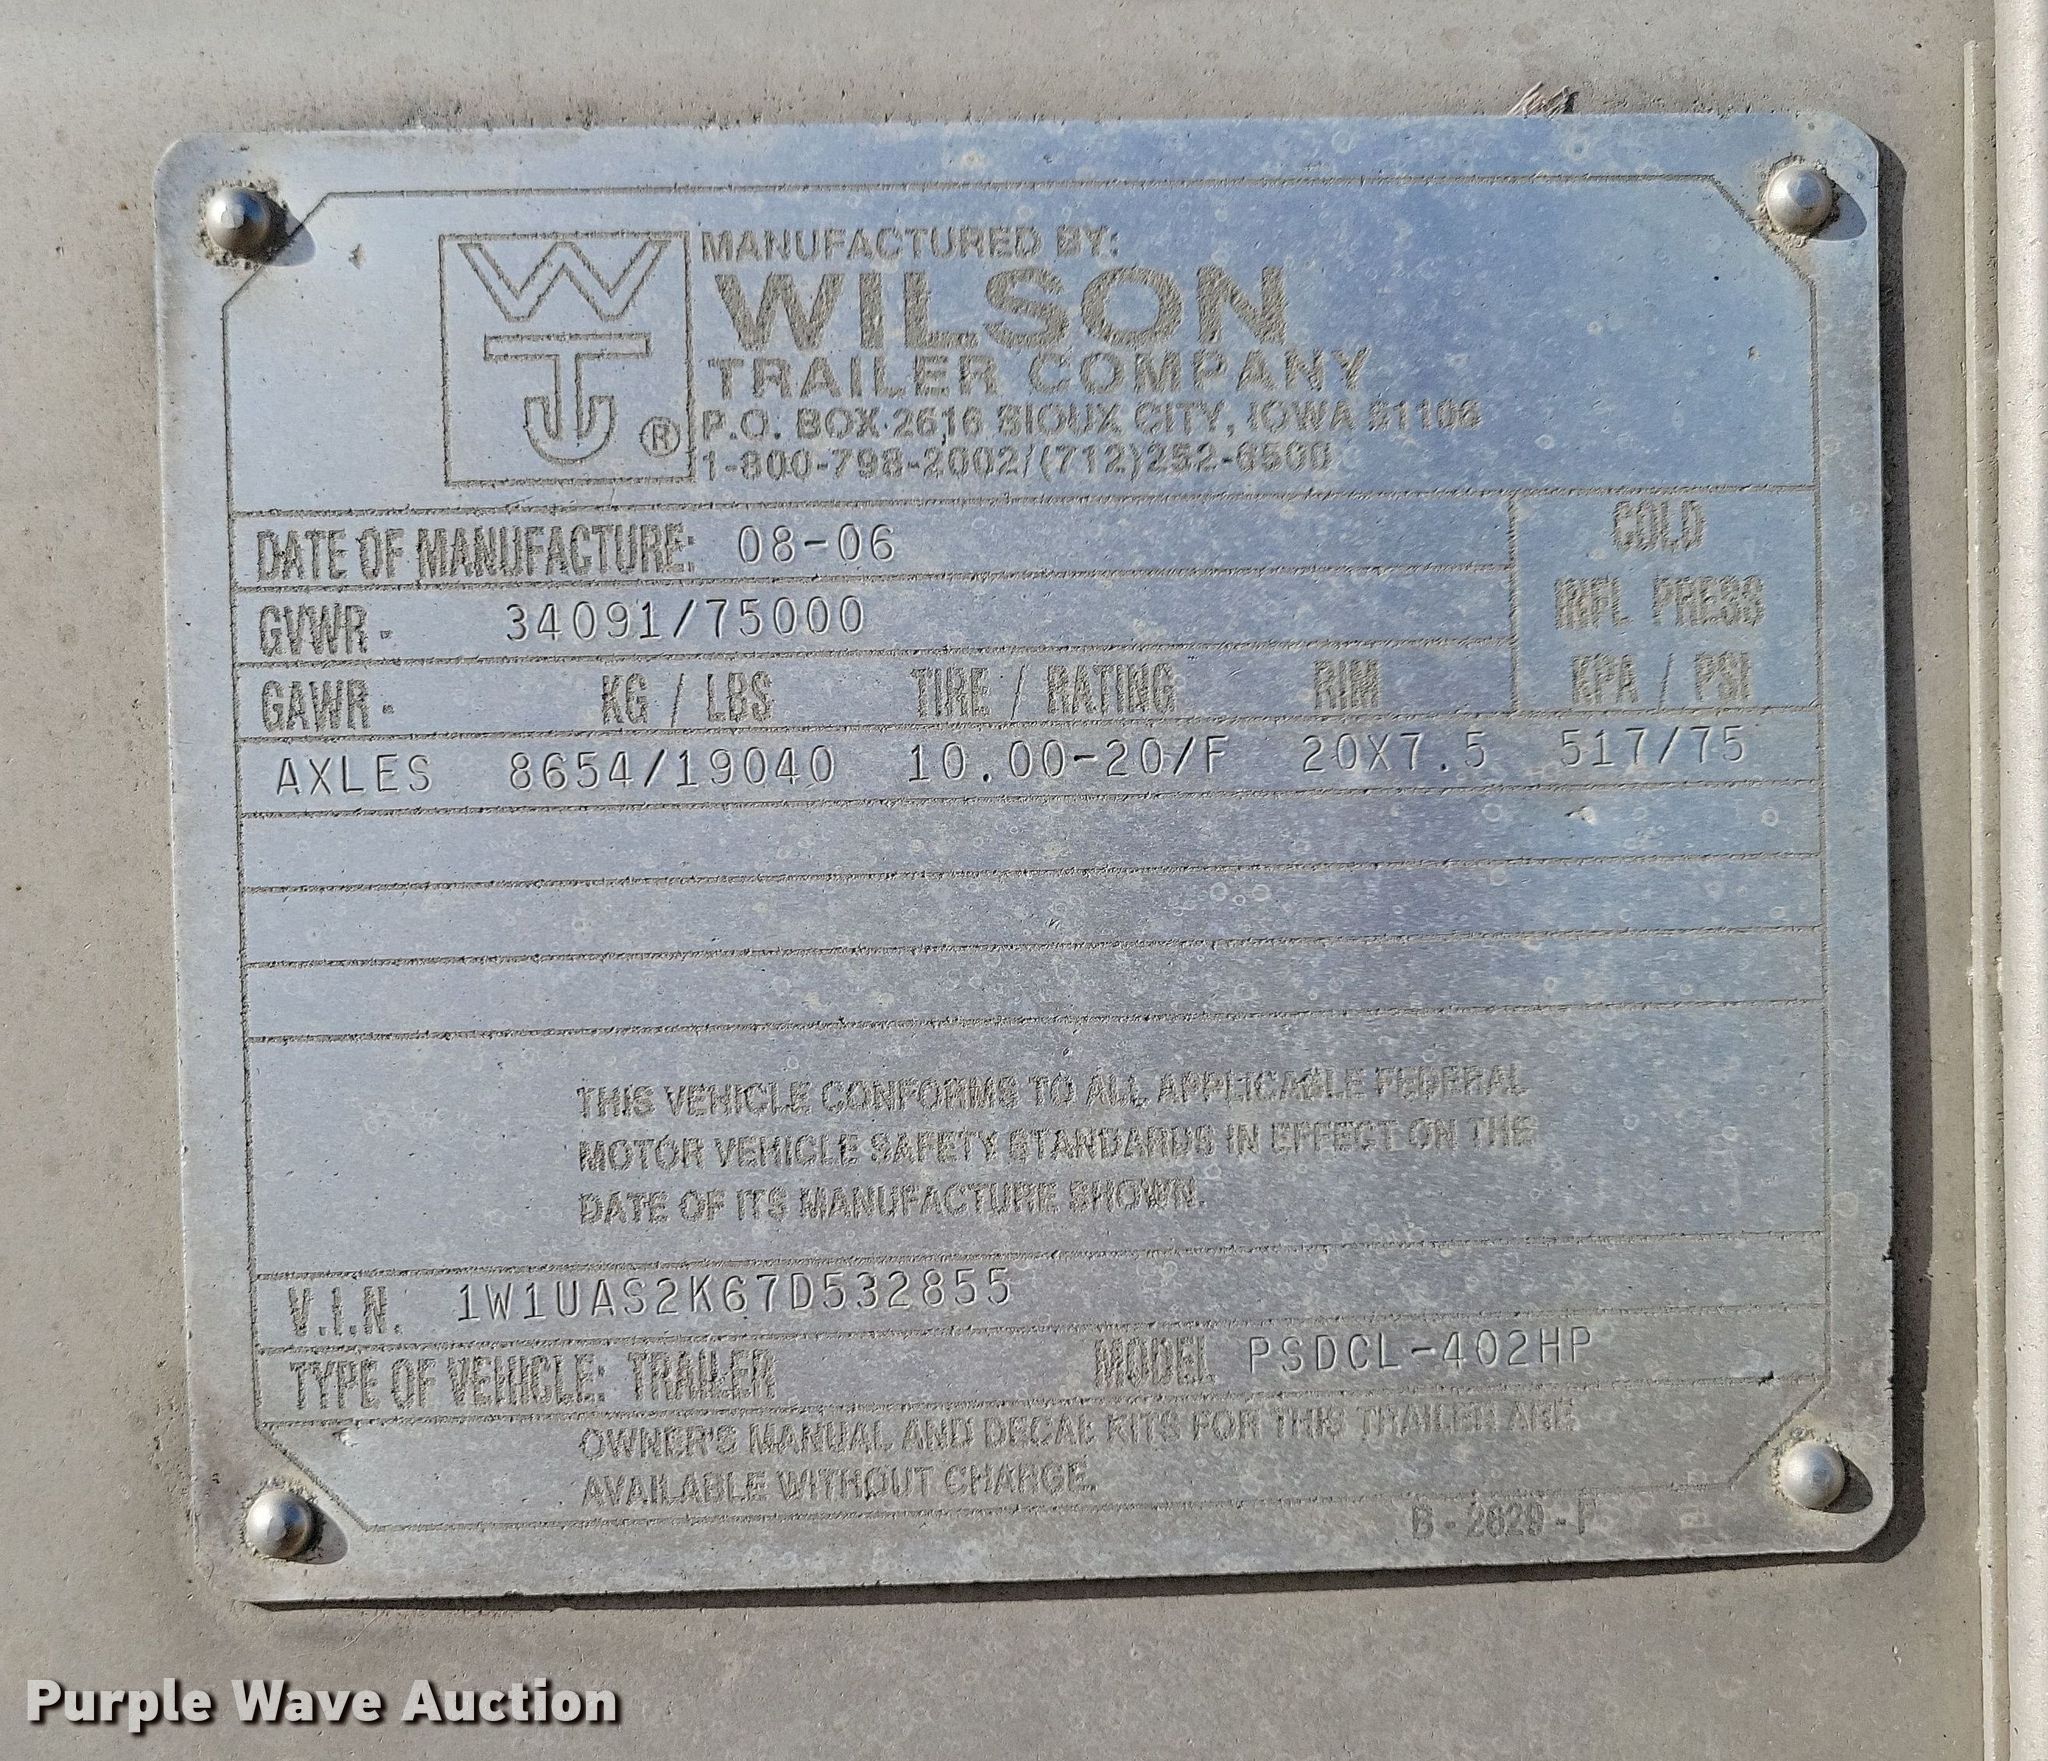 WTJ®
MANUFACTURED BY:
WILSON
TRAILER COMPANY
P.O. BOX 2616 SIOUX CITY, IOWA 51106
1-800-798-2002/(712)252-6500
DATE OF MANUFACTURE: 08-06
COLD
INFL PRESS
KPA / PSI
GVWR - 34091/75000
GAWR - KG / LBS TIRE / RATING RIM
AXLES 8654/19040 10.00-20/F 20X7.5 517/75
THIS VEHICLE CONFORMS TO ALL APPLICABLE FEDERAL
MOTOR VEHICLE SAFETY STANDARDS IN EFFECT ON THE
DATE OF ITS MANUFACTURE SHOWN.
V.I.N. 1W1UAS2K67D532855
TYPE OF VEHICLE: TRAILER MODEL PSDCL-402HP
OWNER'S MANUAL AND DECAL KITS FOR THIS TRAILER ARE
AVAILABLE WITHOUT CHARGE.
B - 2629 - F
Purple Wave Auction